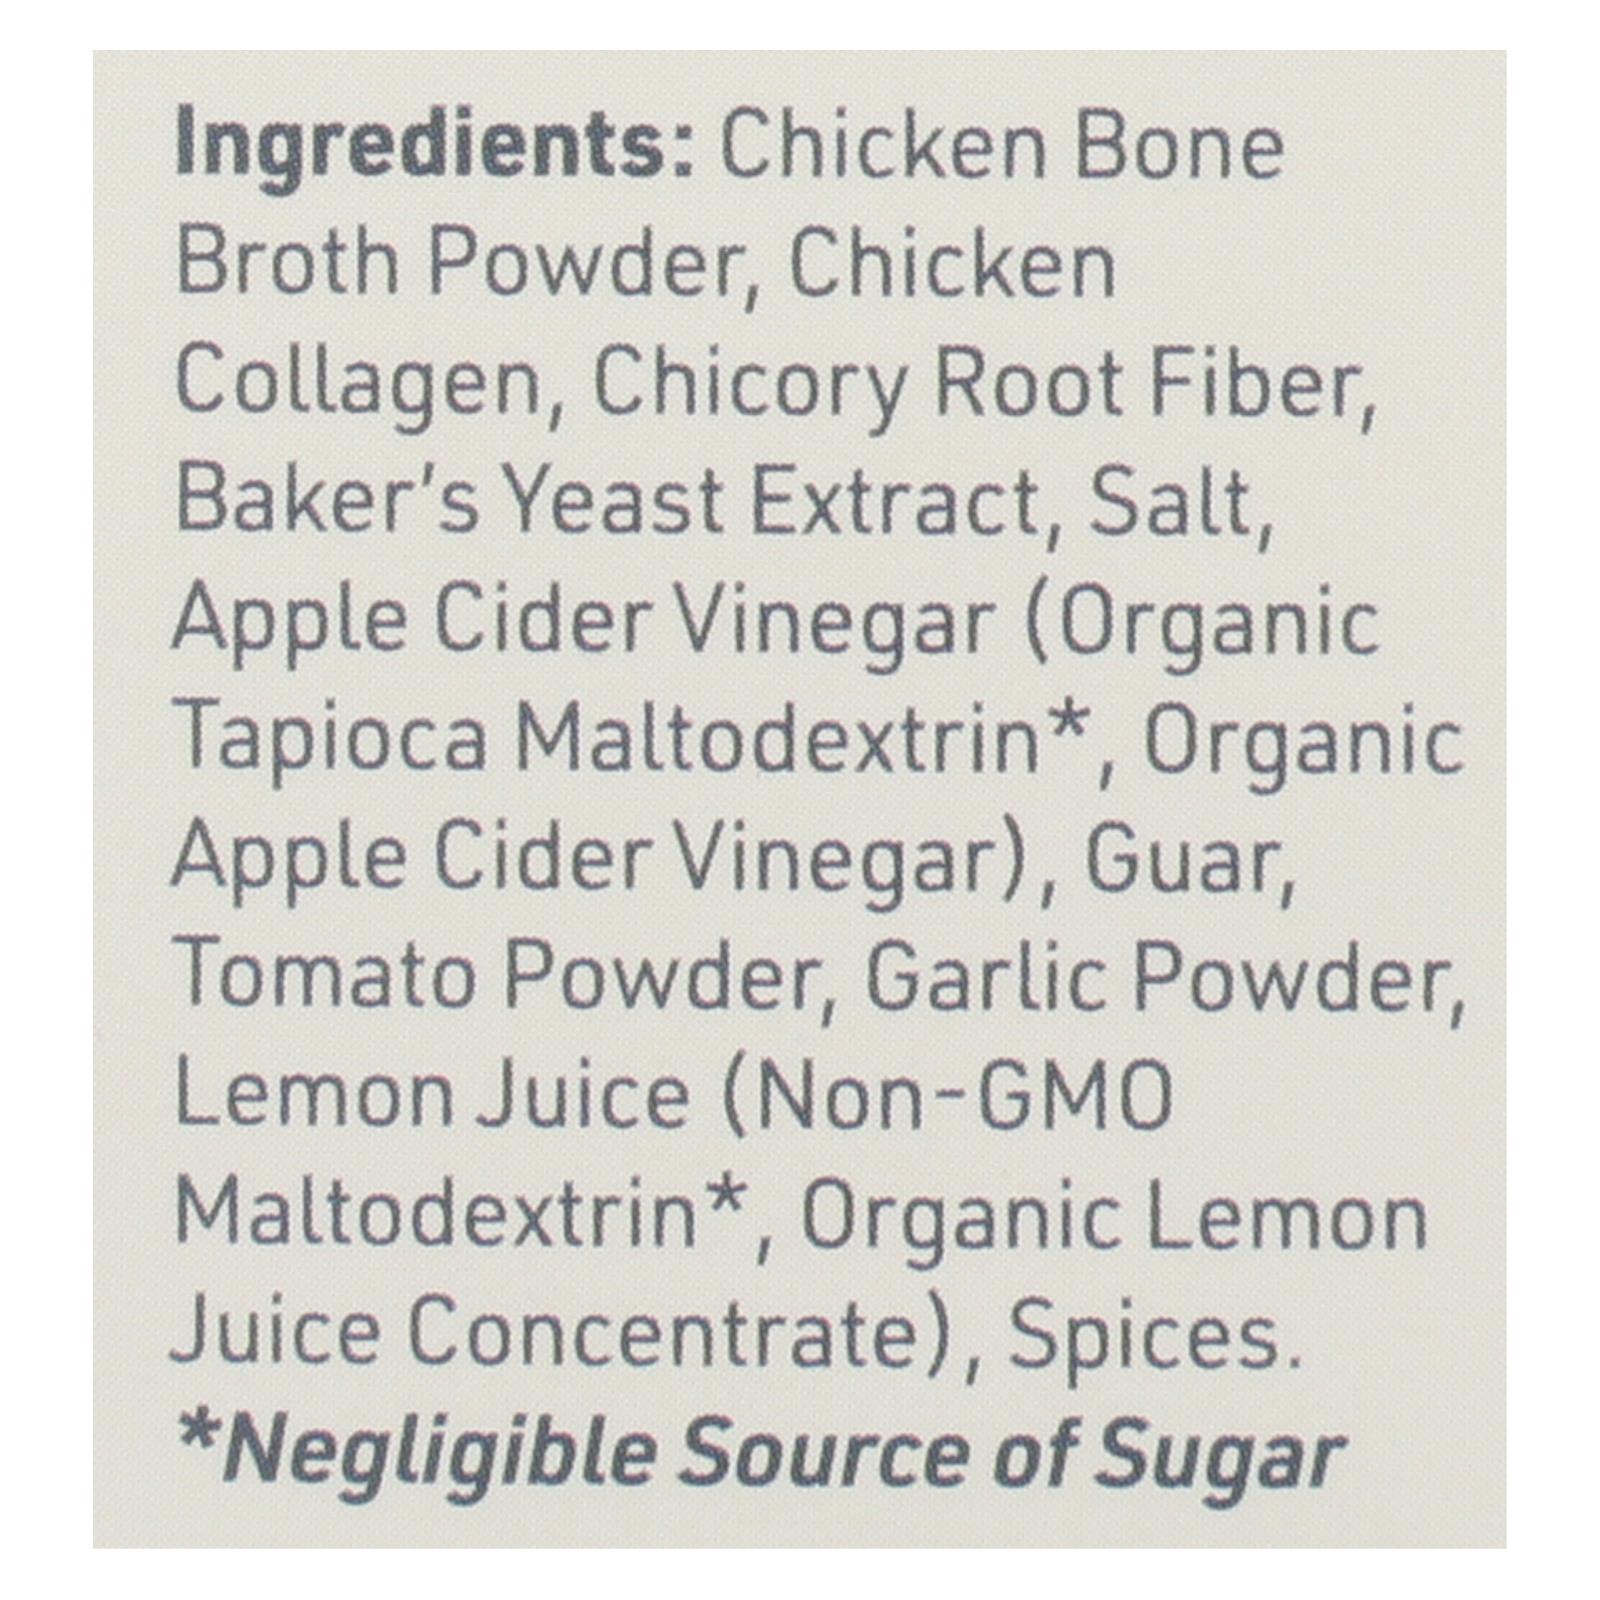 Ingredients: Chicken Bone
Broth Powder, Chicken
Collagen, Chicory Root Fiber,
Baker's Yeast Extract, Salt,
Apple Cider Vinegar (Organic
Tapioca Maltodextrin*, Organic
Apple Cider Vinegar), Guar,
Tomato Powder, Garlic Powder,
Lemon Juice (Non-GMO
Maltodextrin*, Organic Lemon
Juice Concentrate), Spices.
*Negligible Source of Sugar